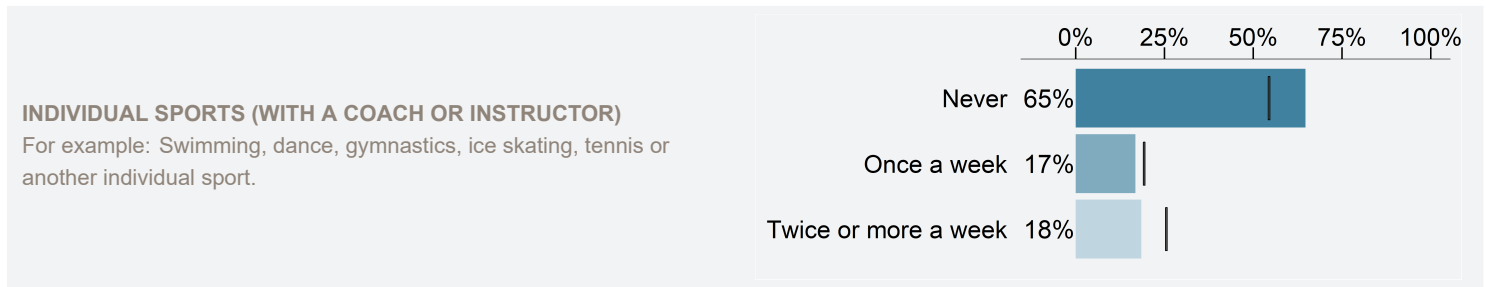 INDIVIDUAL SPORTS (WITH A COACH OR INSTRUCTOR)
For example: Swimming, dance, gymnastics, ice skating, tennis or
another individual sport.
0% 25% 50% 75% 100%
Never 65%
Once a week 17%
Twice or more a week 18%